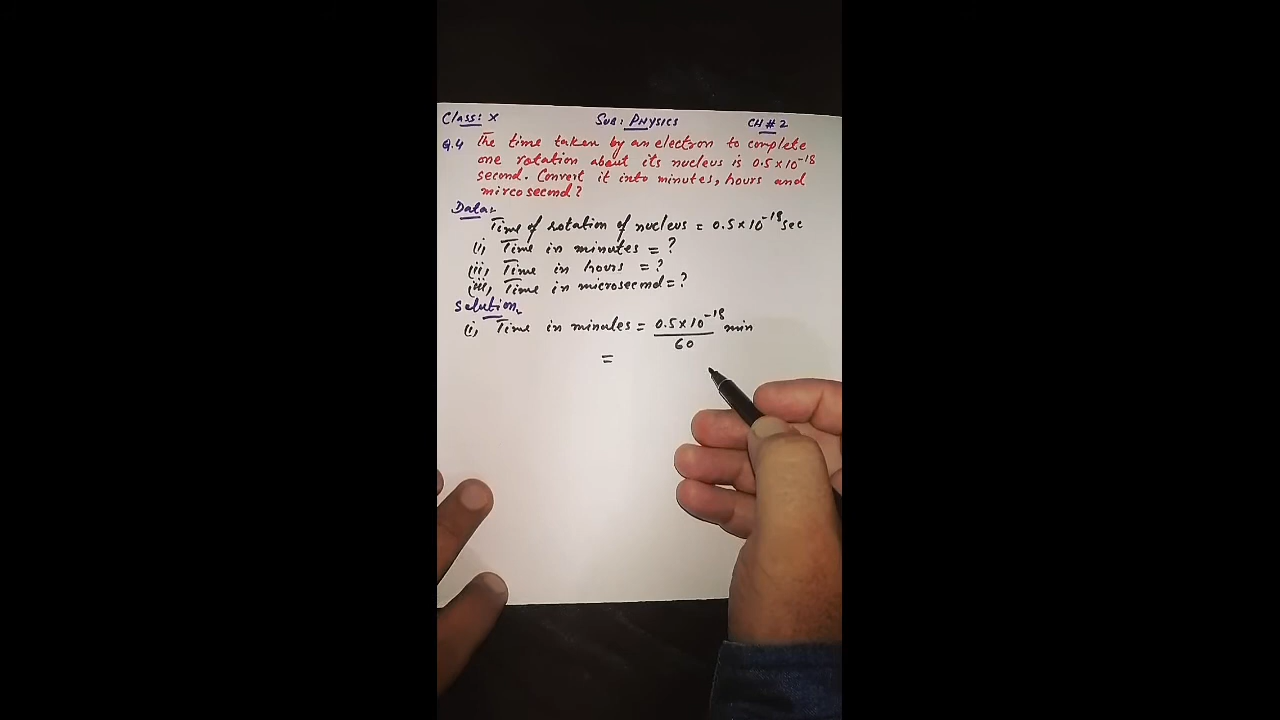 Class: X Sub: Physics CH # 2
Q.4 The time taken by an electron to complete
one rotation about its nucleus is 0.5×10⁻¹⁸
second. Convert it into minutes, hours and
mircosecond?
Data:
Time of rotation of nucleus = 0.5×10⁻¹⁸ sec
(i) Time in minutes = ?
(ii) Time in hours = ?
(iii) Time in microsecond = ?
Solution
(i) Time in minutes = 0.5×10⁻¹⁸ min
60
=